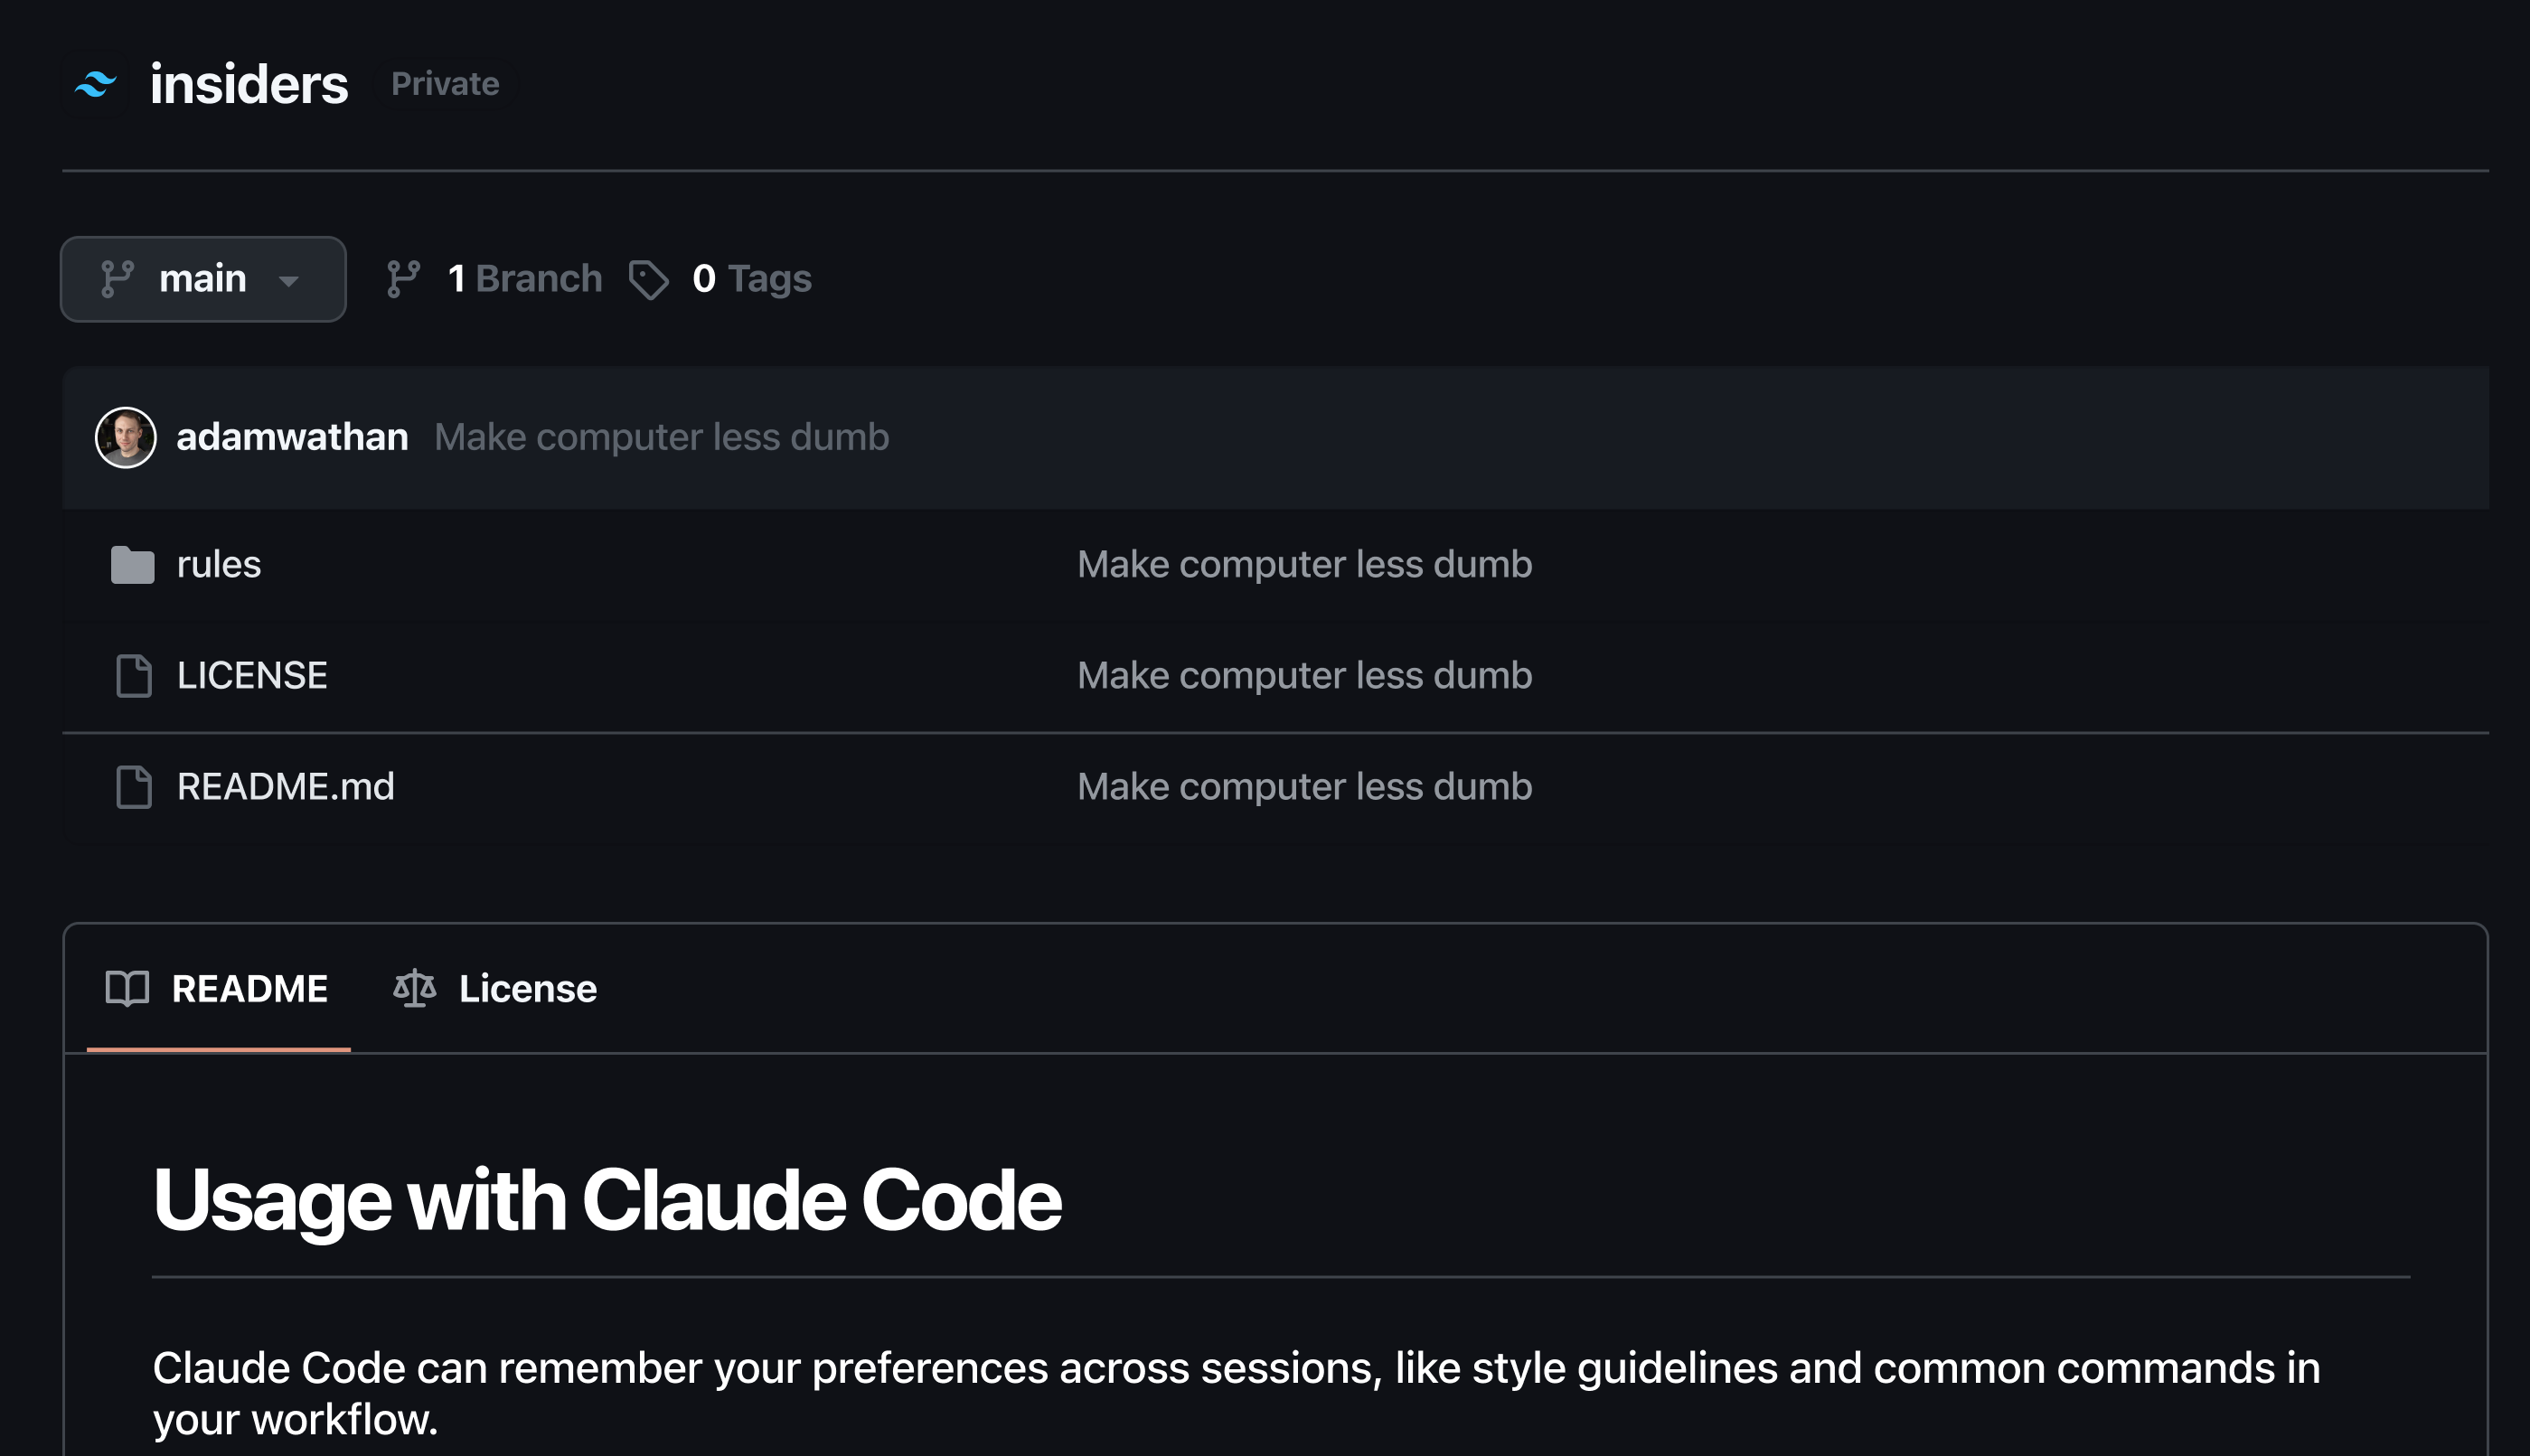 insiders Private
main 1 Branch 0 Tags
adamwathan Make computer less dumb
rules Make computer less dumb
LICENSE Make computer less dumb
README.md Make computer less dumb
README License
Usage with Claude Code
Claude Code can remember your preferences across sessions, like style guidelines and common commands in
your workflow.